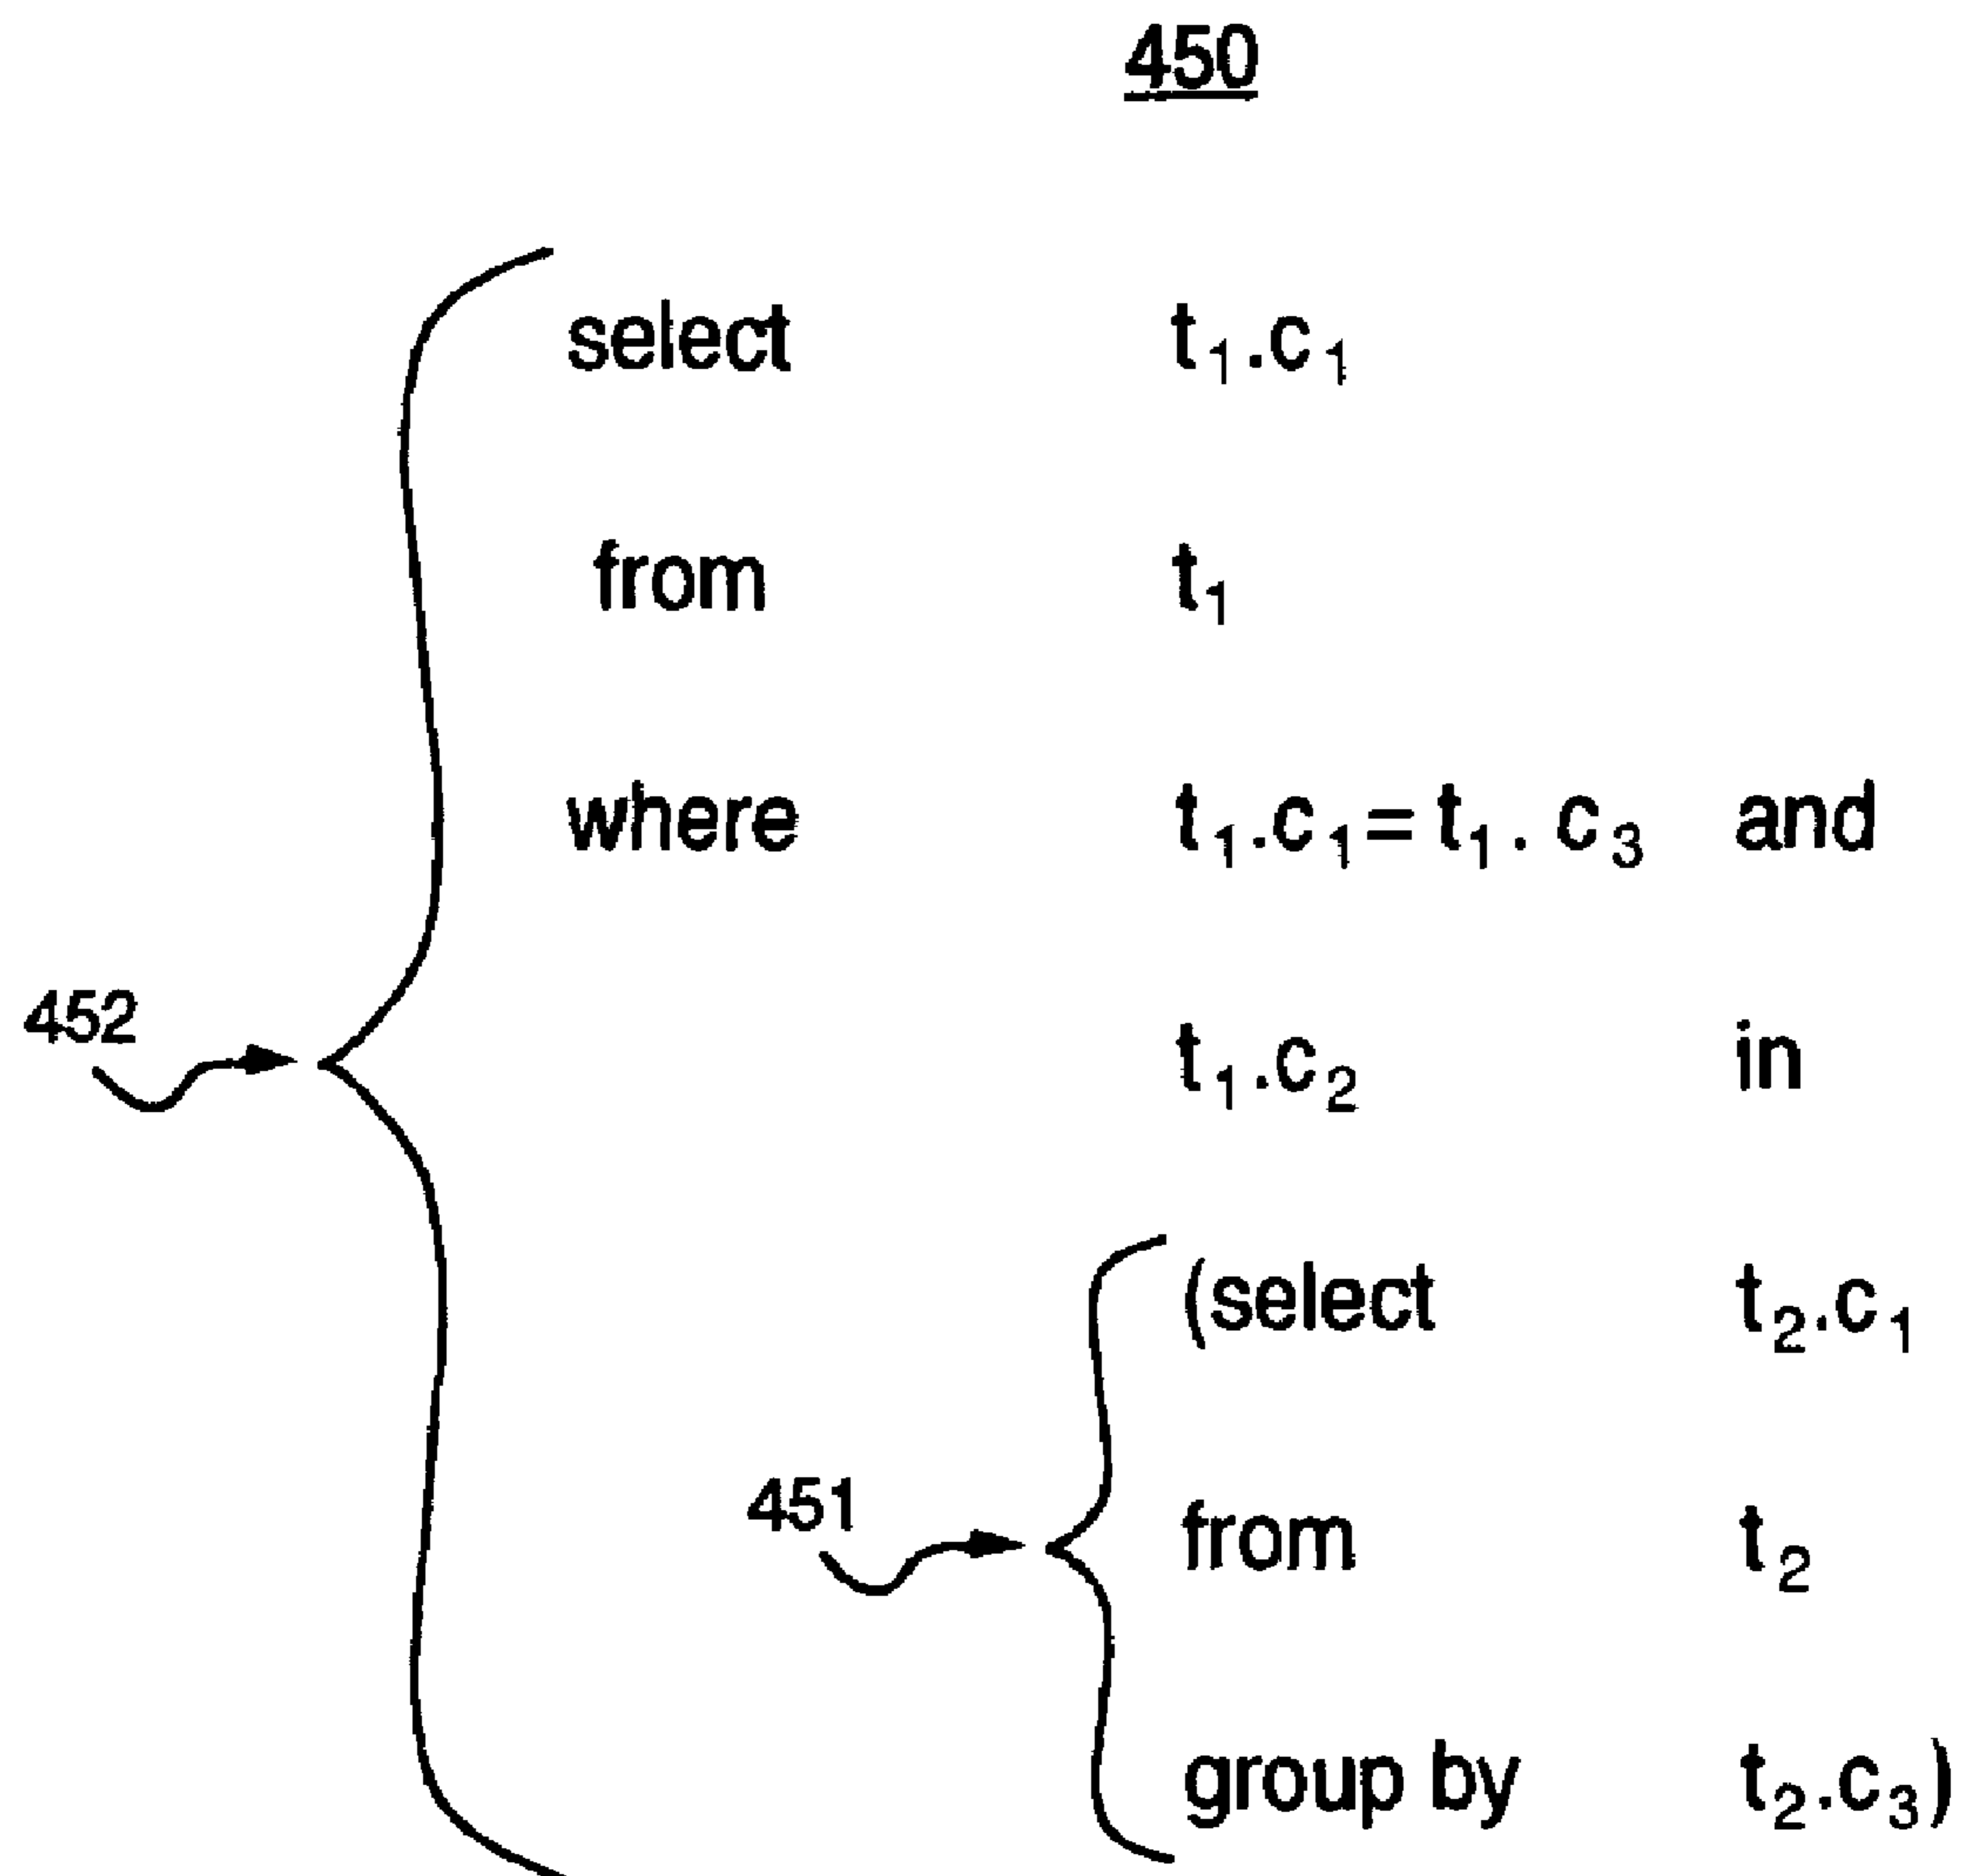 450
select t₁.c₁
from t₁
where t₁.c₁ = t₁. c₃ and
452
t₁.c₂ in
(select t₂.c₁
451
from t₂
group by t₂.c₃)